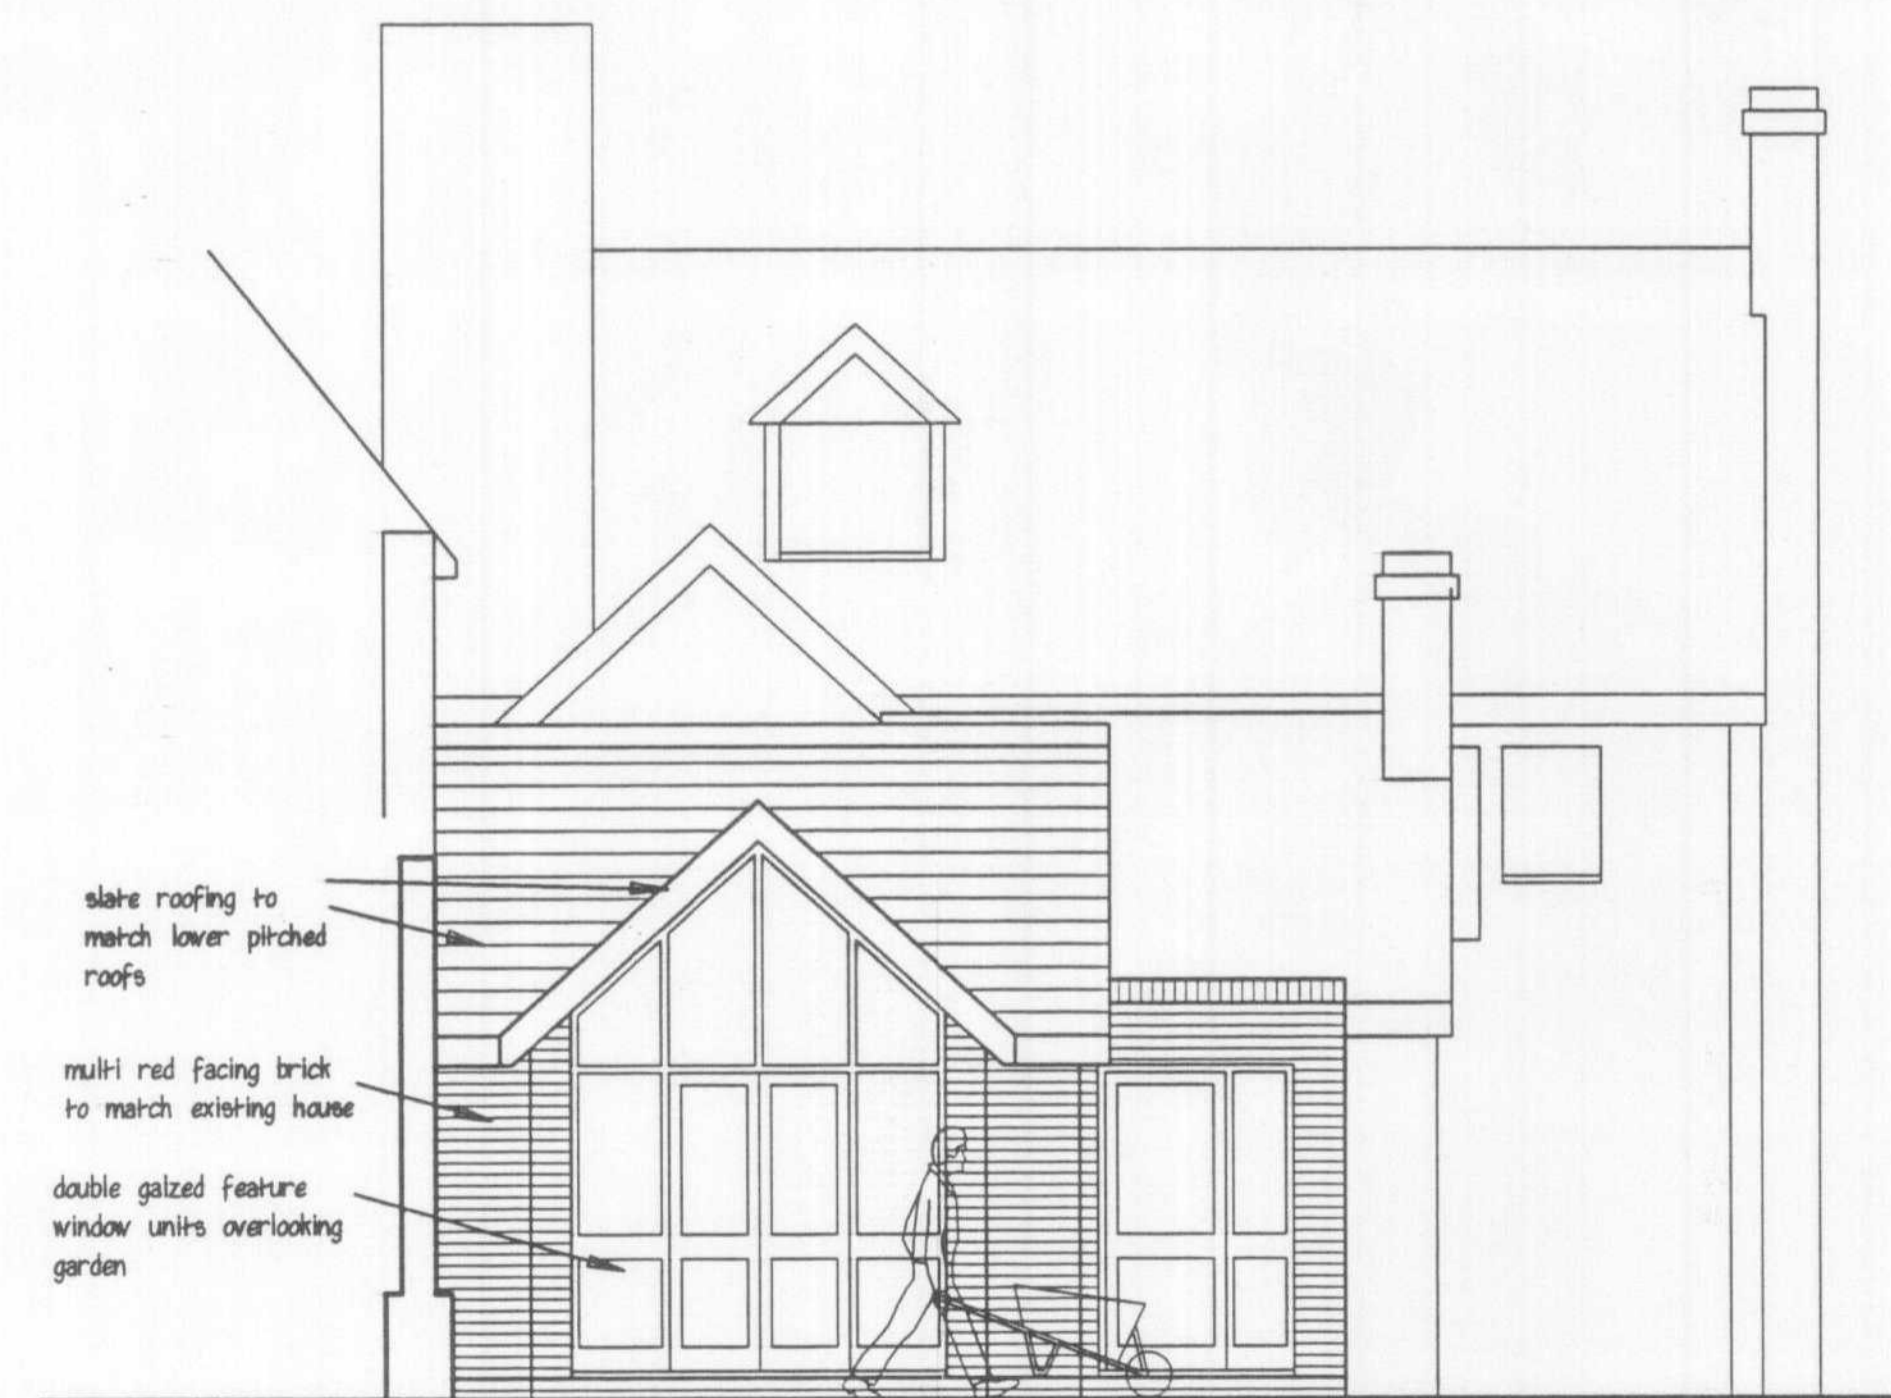 slate roofing to
match lower pitched
roofs
multi red facing brick
to match existing house
double galzed feature
window units overlooking
garden